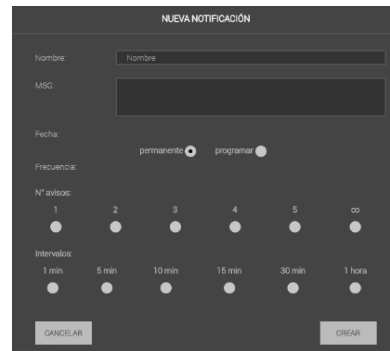 NUEVA NOTIFICACIÓN
Nombre: Nombre
MSG:
Fecha:
permanente programar
Frecuencia:
Nº avisos:
1 2 3 4 5 ∞
Intervalos:
1 min 5 min 10 min 15 min 30 min 1 hora
CANCELAR CREAR